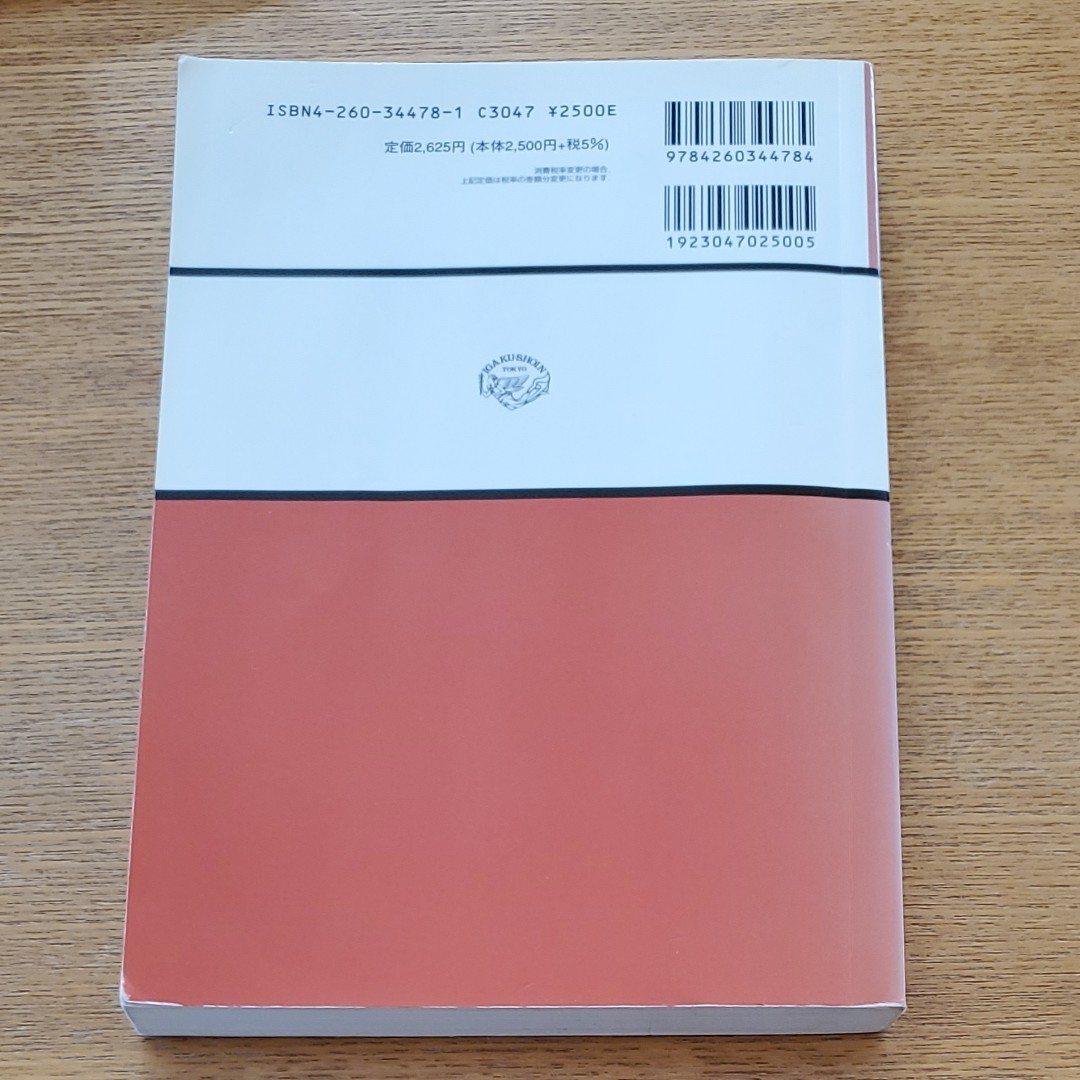 ISBN4-260-34478-1 C3047 ¥2500E
定価2,625円 (本体2,500円+税5%)
消費税率変更の場合,
上記定価は税率の差額分変更になります.
9784260344784
1923047025005
IGAKU-SHOIN
TOKYO